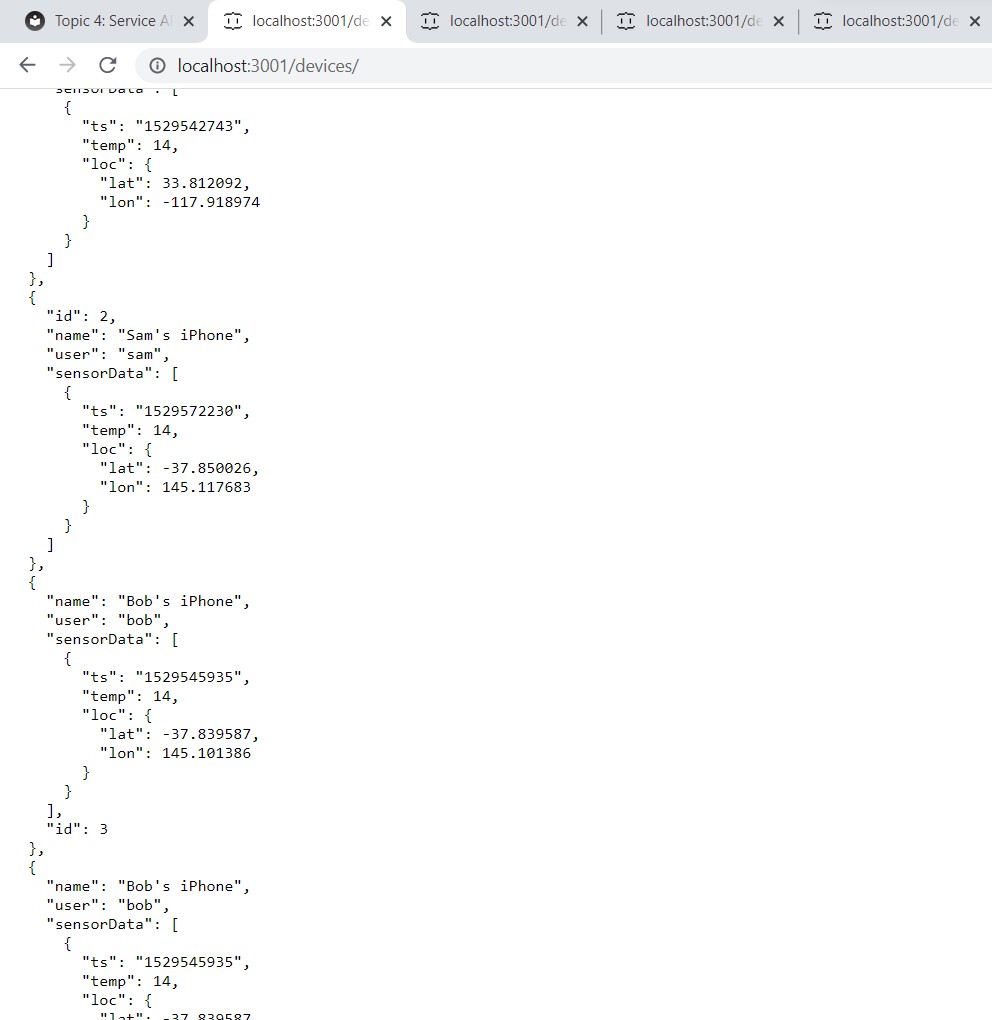 Topic 4: Service A
localhost:3001/de
localhost:3001/de
localhost:3001/de
localhost:3001/de
localhost:3001/devices/
"sensorData": [
{
"ts": "1529542743",
"temp": 14,
"loc": {
"lat": 33.812092,
"lon": -117.918974
}
}
]
},
{
"id": 2,
"name": "Sam's iPhone",
"user": "sam",
"sensorData": [
{
"ts": "1529572230",
"temp": 14,
"loc": {
"lat": -37.850026,
"lon": 145.117683
}
}
]
},
{
"name": "Bob's iPhone",
"user": "bob",
"sensorData": [
{
"ts": "1529545935",
"temp": 14,
"loc": {
"lat": -37.839587,
"lon": 145.101386
}
}
],
"id": 3
},
{
"name": "Bob's iPhone",
"user": "bob",
"sensorData": [
{
"ts": "1529545935",
"temp": 14,
"loc": {
"lat": -37.839587